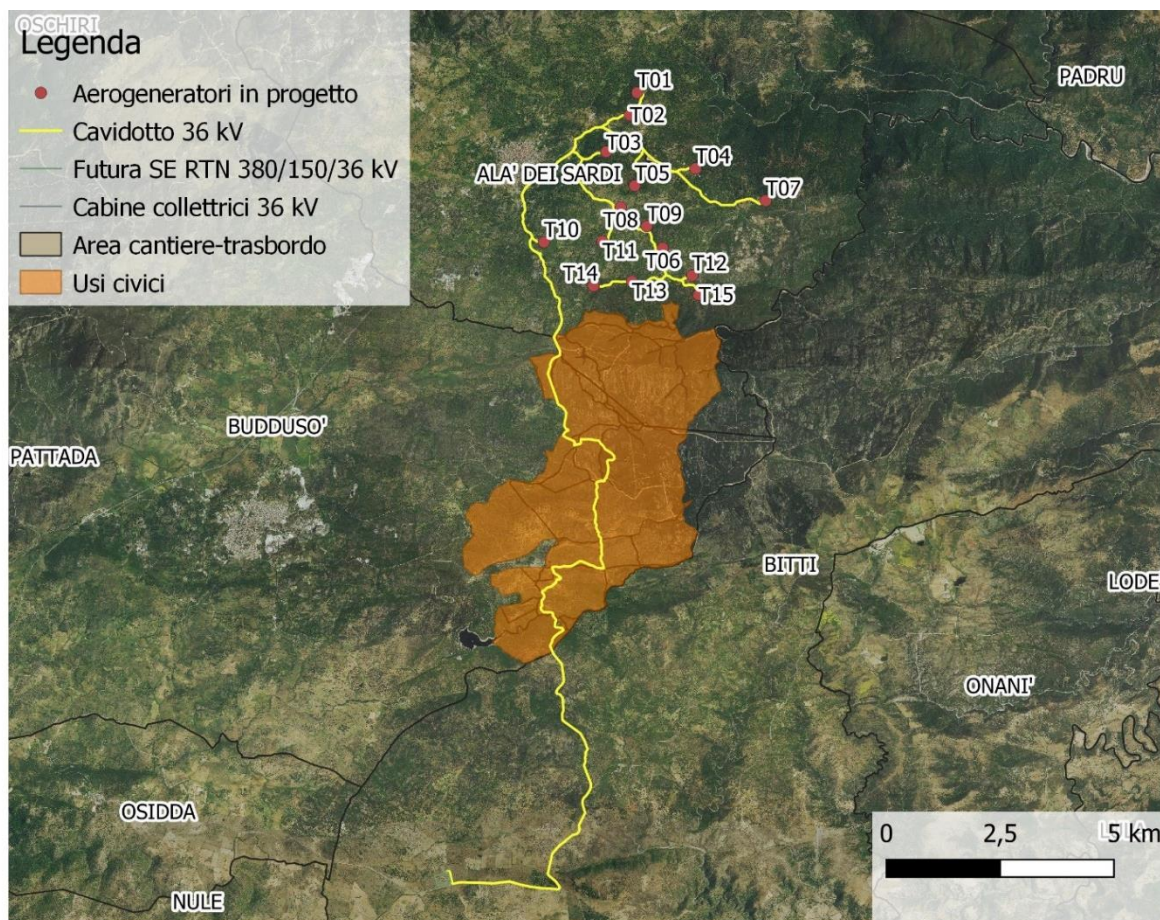 OSCHIRI
Legenda
Aerogeneratori in progetto
Cavidotto 36 kV
Futura SE RTN 380/150/36 kV
Cabine collettrici 36 kV
Area cantiere-trasbordo
Usi civici
PADRU
T01
T02
T03
T04
ALA' DEI SARDI
T05
T07
T08
T09
T10
T11
T06
T12
T14
T13
T15
BUDDUSO'
PATTADA
BITTI
LODE
ONANI'
OSIDDA
NULE
0 2,5 5 km